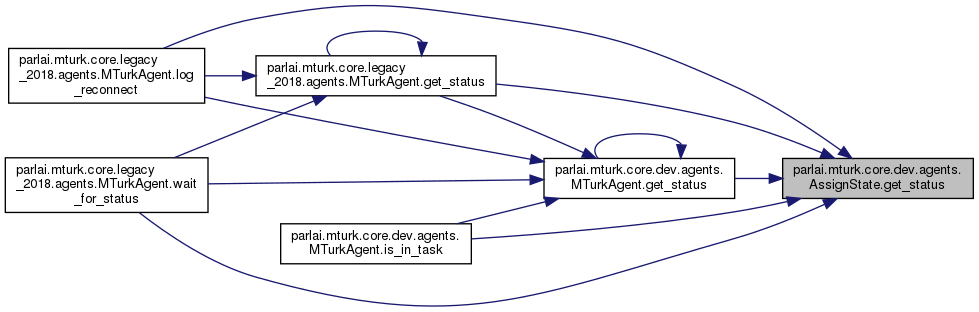 parlai.mturk.core.legacy
_2018.agents.MTurkAgent.log
_reconnect
parlai.mturk.core.legacy
_2018.agents.MTurkAgent.get_status
parlai.mturk.core.legacy
_2018.agents.MTurkAgent.wait
_for_status
parlai.mturk.core.dev.agents.
MTurkAgent.get_status
parlai.mturk.core.dev.agents.
AssignState.get_status
parlai.mturk.core.dev.agents.
MTurkAgent.is_in_task